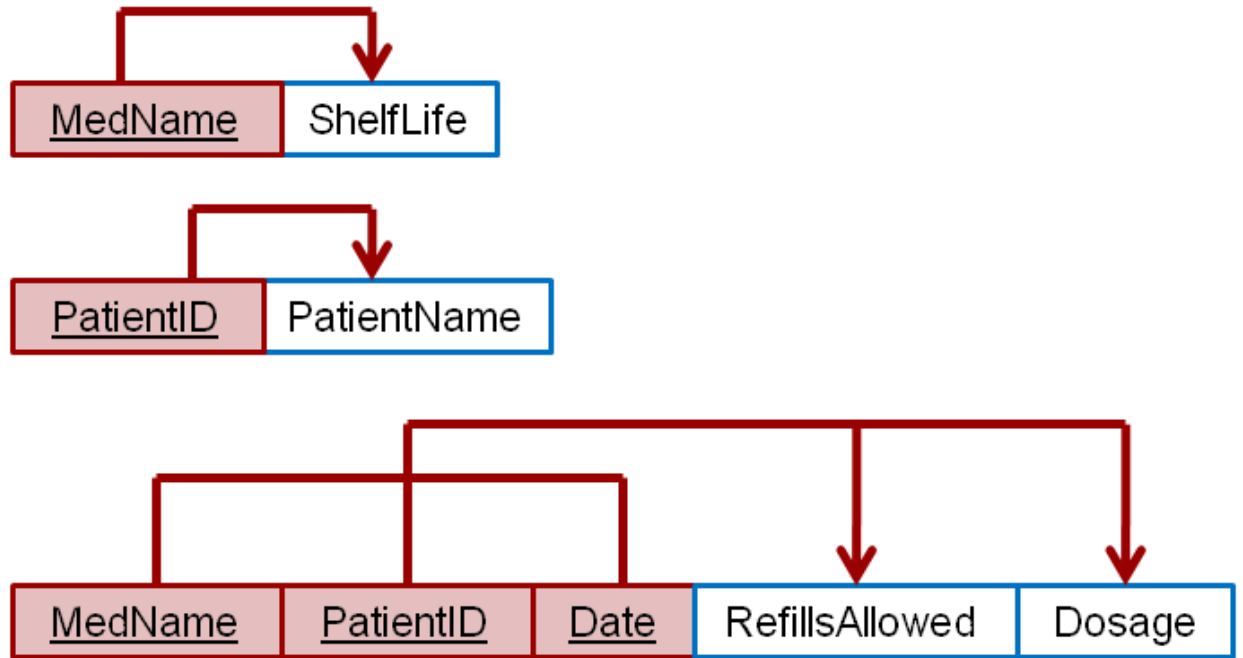 MedName ShelfLife
PatientID PatientName
MedName PatientID Date RefillsAllowed Dosage